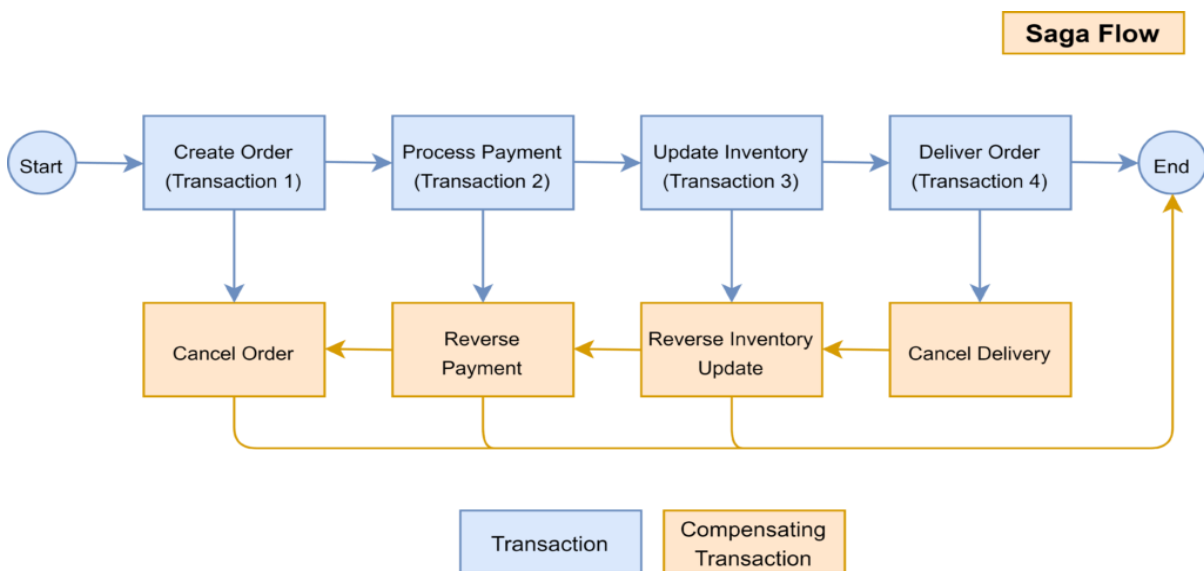 Saga Flow
Start
Create Order
(Transaction 1)
Process Payment
(Transaction 2)
Update Inventory
(Transaction 3)
Deliver Order
(Transaction 4)
End
Cancel Order
Reverse
Payment
Reverse Inventory
Update
Cancel Delivery
Transaction
Compensating
Transaction